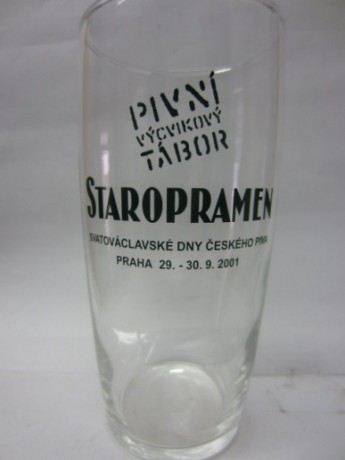 PIVNÍ
VÝCVIKOVÝ
TÁBOR
STAROPRAMEN
SVATOVÁCLAVSKÉ DNY ČESKÉHO PIVA
PRAHA 29. - 30. 9. 2001